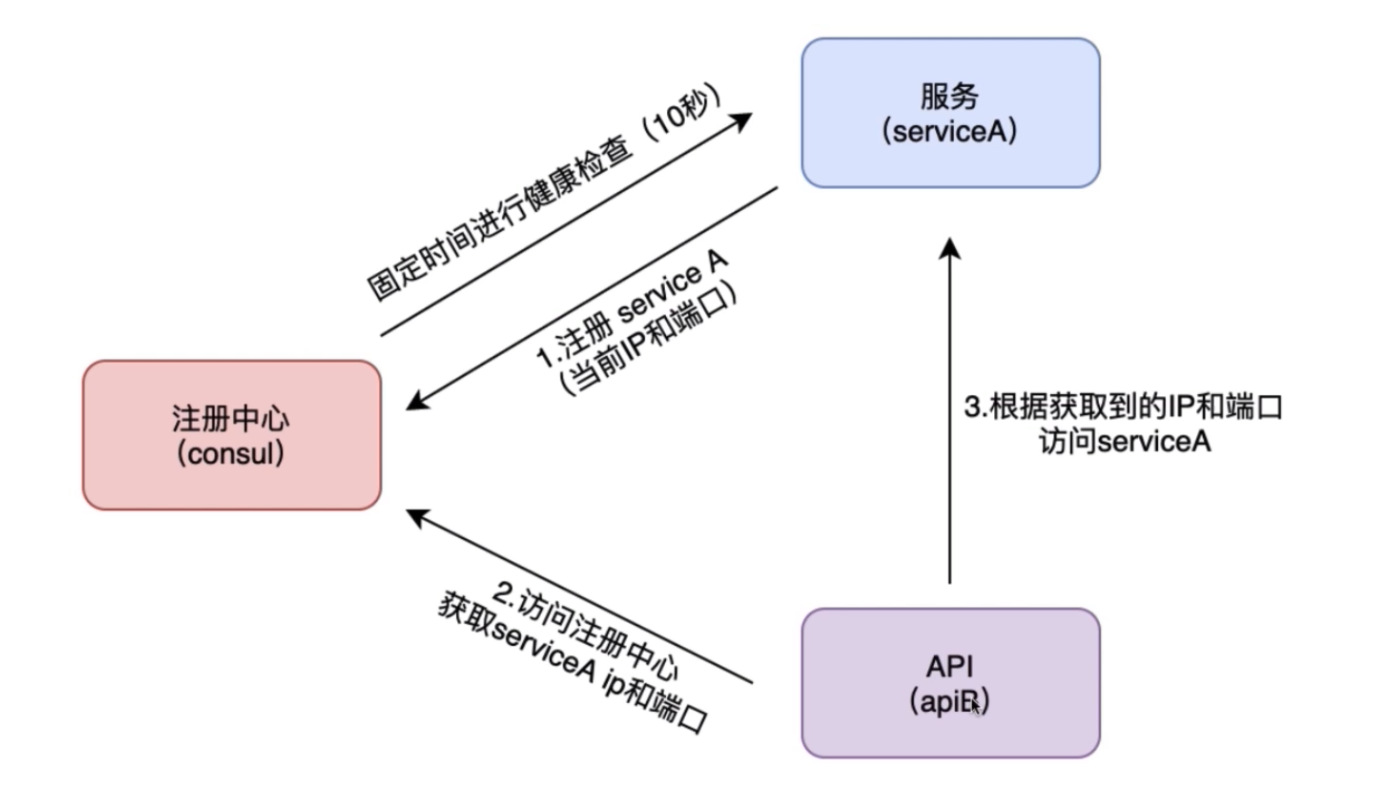 服务
（serviceA）
固定时间进行健康检查（10秒）
1.注册 service A
（当前IP和端口）
注册中心
（consul）
3.根据获取到的IP和端口
访问serviceA
2.访问注册中心
获取serviceA ip和端口
API
（apiB）